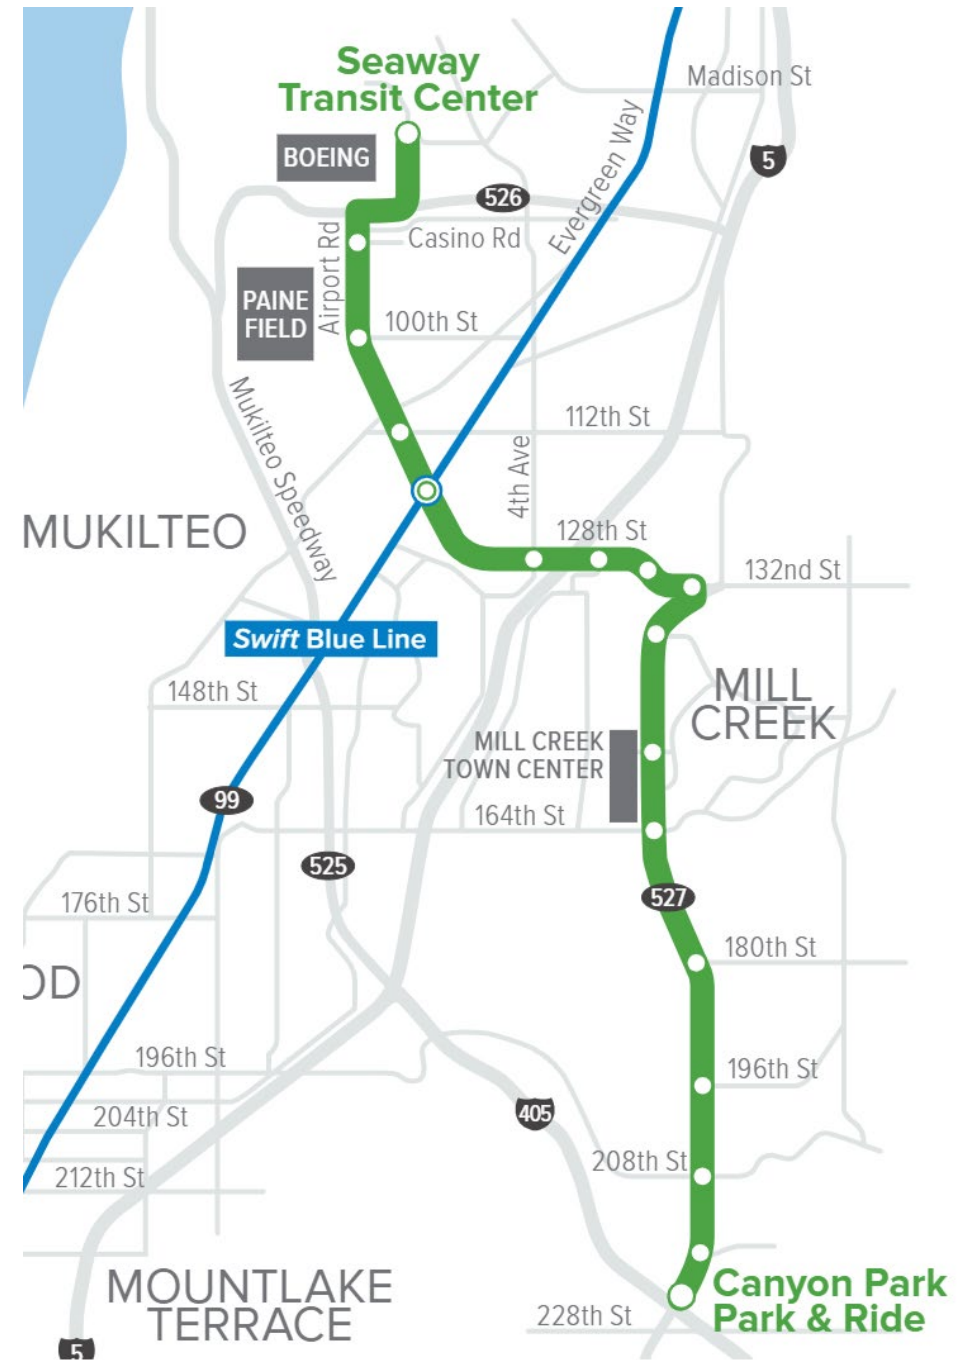 Seaway
Transit Center
Madison St
BOEING
5
526
Evergreen Way
Airport Rd
Casino Rd
PAINE
FIELD
100th St
Mukilteo Speedway
112th St
4th Ave
MUKILTEO
128th St
132nd St
Swift Blue Line
148th St
MILL
CREEK
MILL CREEK
TOWN CENTER
99
164th St
525
527
176th St
180th St
OD
196th St
196th St
204th St
405
208th St
212th St
MOUNTLAKE
TERRACE
Canyon Park
Park & Ride
228th St
5